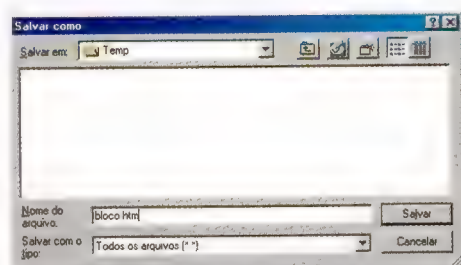 Salvar como
Salvar em: Temp
Nome do arquivo: bloco.htm Salvar
Salvar com o tipo: Todos os arquivos (*.*) Cancelar